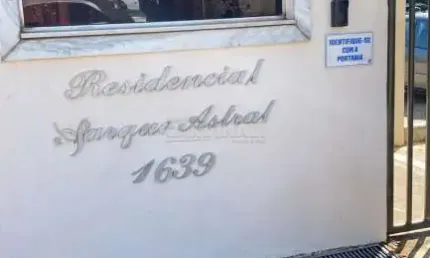 Residencial
Parque Astral
1639
IDENTIFIQUE-SE
COM A
PORTARIA